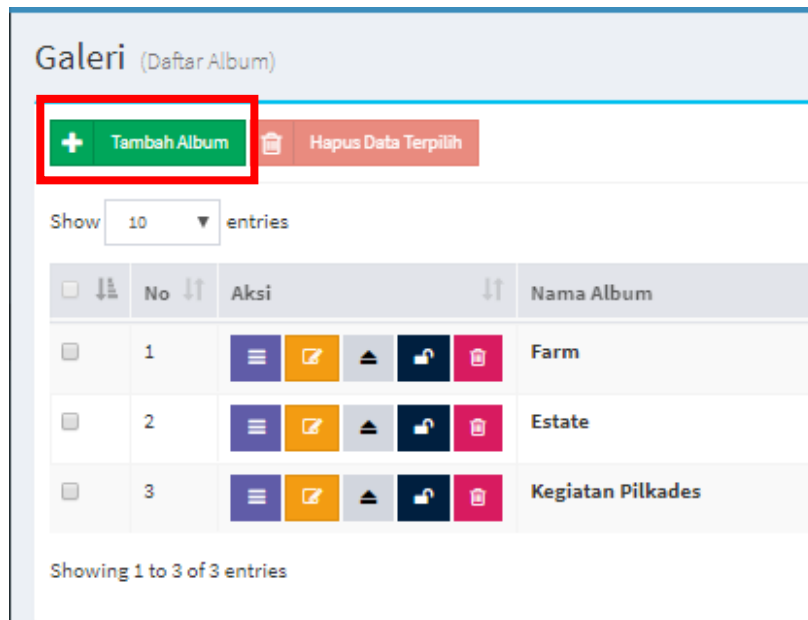 Galeri (Daftar Album)
Tambah Album Hapus Data Terpilih
Show 10 entries
No Aksi Nama Album
1 Farm
2 Estate
3 Kegiatan Pilkades
Showing 1 to 3 of 3 entries